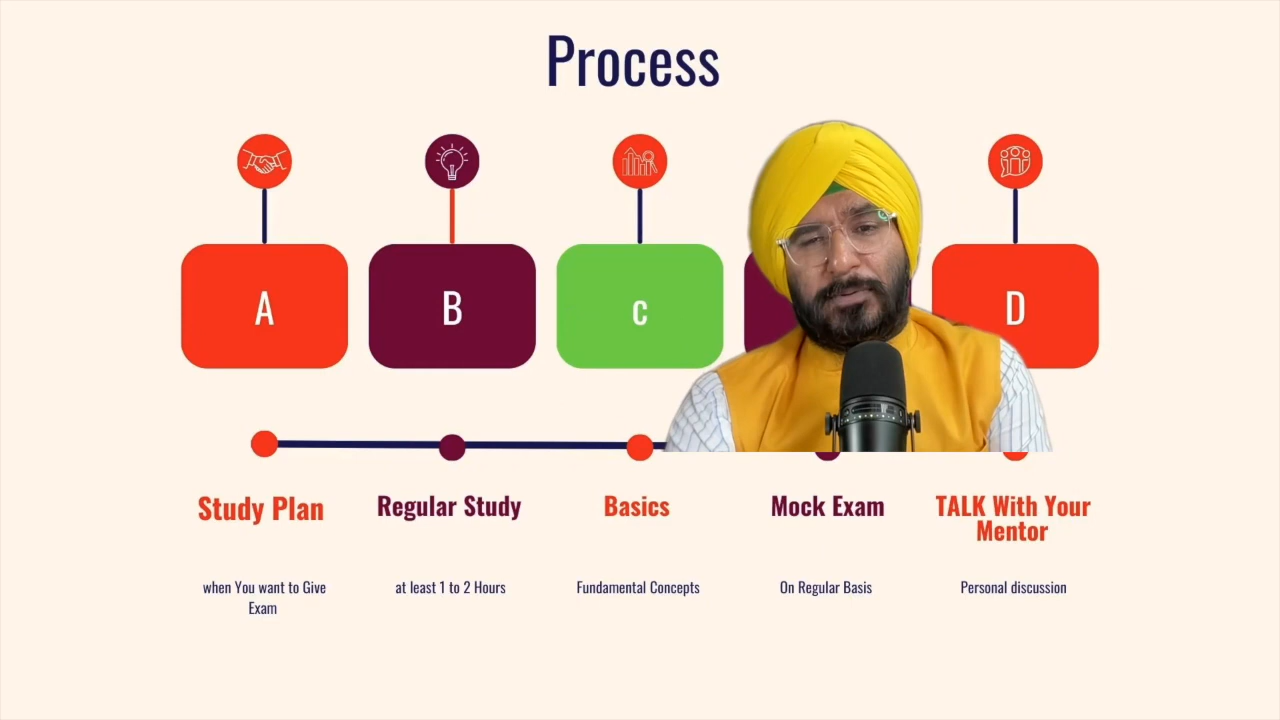 Process
A
B
c
D
Study Plan
Regular Study
Basics
Mock Exam
TALK With Your
Mentor
when You want to Give
Exam
at least 1 to 2 Hours
Fundamental Concepts
On Regular Basis
Personal discussion